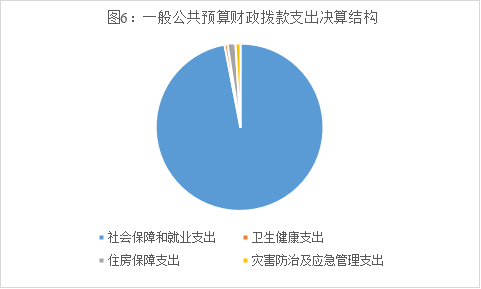 图6：一般公共预算财政拨款支出决算结构
社会保障和就业支出 卫生健康支出
住房保障支出 灾害防治及应急管理支出